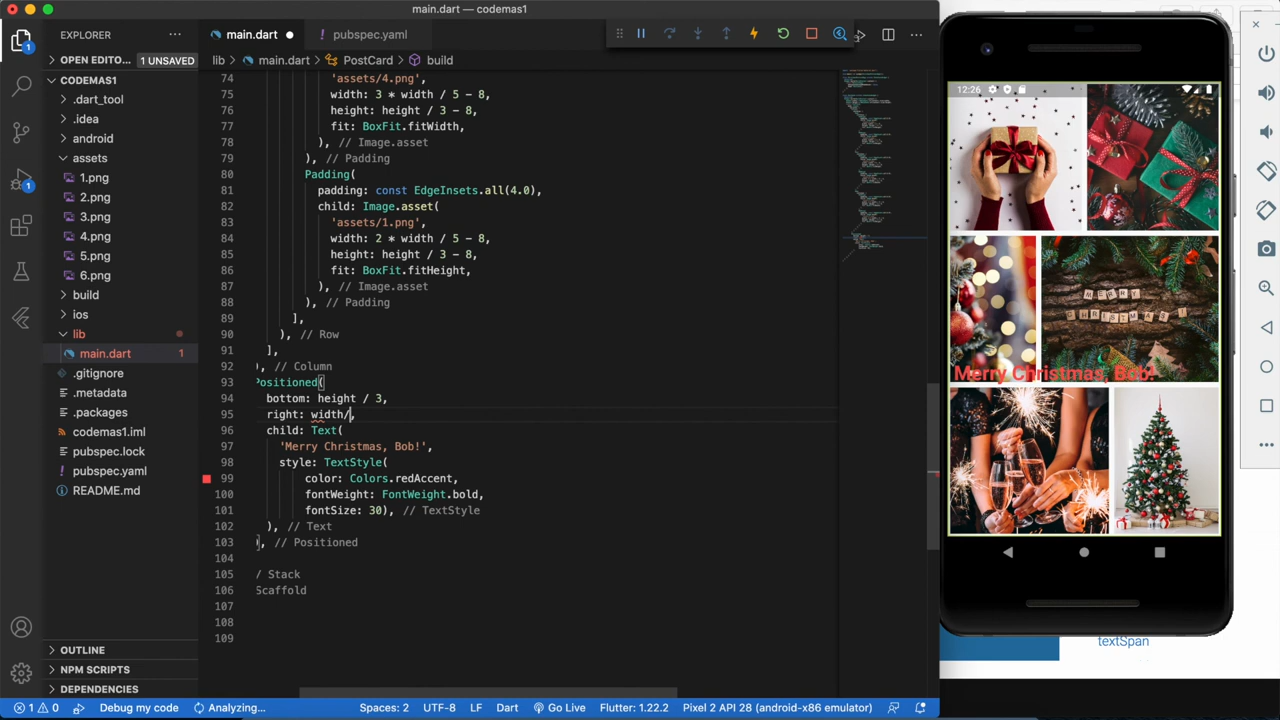 main.dart — codemas1
EXPLORER
OPEN EDITO... 1 UNSAVED
CODEMAS1
.dart_tool
.idea
android
assets
1.png
2.png
3.png
4.png
5.png
6.png
build
ios
lib
main.dart 1
.gitignore
.metadata
.packages
codemas1.iml
pubspec.lock
pubspec.yaml
README.md
OUTLINE
NPM SCRIPTS
DEPENDENCIES
1
1
main.dart
pubspec.yaml
lib > main.dart > PostCard > build
74 'assets/4.png',
75 width: 3 * width / 5 - 8,
76 height: height / 3 - 8,
77 fit: BoxFit.fitWidth,
78 ), // Image.asset
79 ), // Padding
80 Padding(
81 padding: const EdgeInsets.all(4.0),
82 child: Image.asset(
83 'assets/1.png',
84 width: 2 * width / 5 - 8,
85 height: height / 3 - 8,
86 fit: BoxFit.fitHeight,
87 ), // Image.asset
88 ), // Padding
89 ],
90 ), // Row
91 ],
92 ), // Column
93 Positioned(
94 bottom: height / 3,
95 right: width/,
96 child: Text(
97 'Merry Christmas, Bob!',
98 style: TextStyle(
99 color: Colors.redAccent,
100 fontWeight: FontWeight.bold,
101 fontSize: 30), // TextStyle
102 ), // Text
103 ), // Positioned
104
105 / Stack
106 Scaffold
107
108
109
12:26
MERRY
CHRISTMAS!
Merry Christmas, Bob!
textSpan
1 0 Debug my code Analyzing... Spaces: 2 UTF-8 LF Dart Go Live Flutter: 1.22.2 Pixel 2 API 28 (android-x86 emulator)